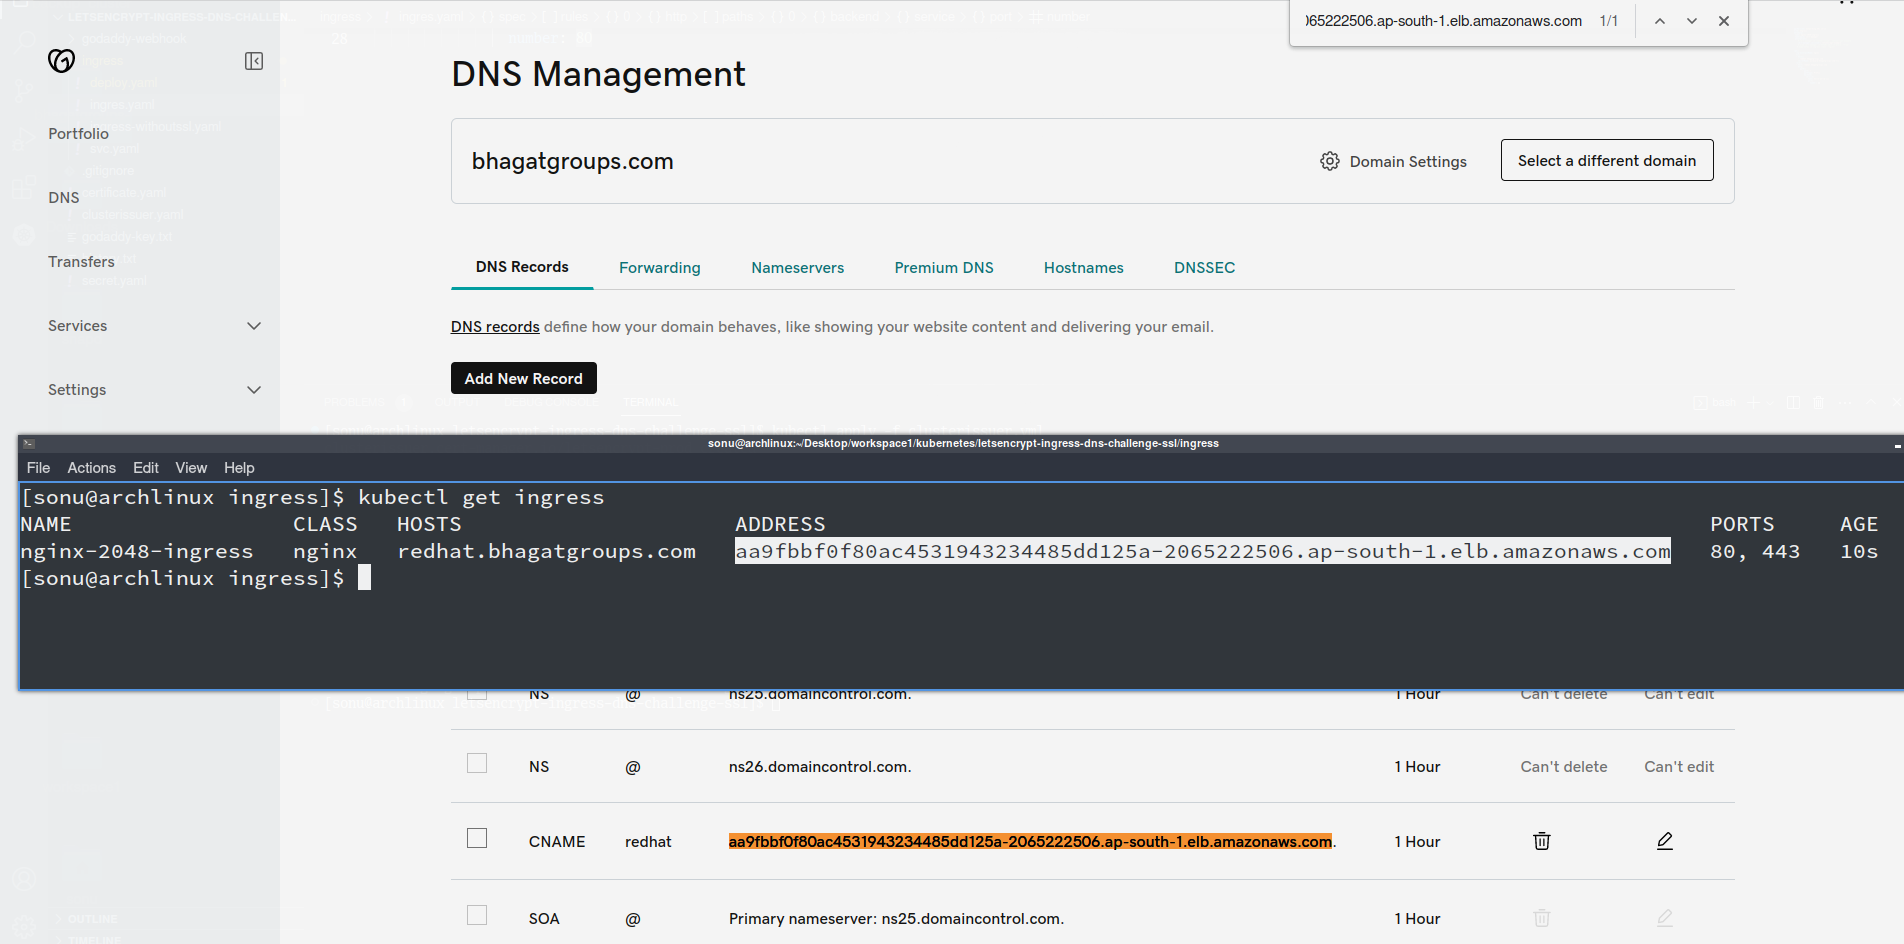 065222506.ap-south-1.elb.amazonaws.com 1/1
DNS Management
Portfolio
DNS
Transfers
Services
Settings
bhagatgroups.com
Domain Settings
Select a different domain
DNS Records
Forwarding
Nameservers
Premium DNS
Hostnames
DNSSEC
DNS records define how your domain behaves, like showing your website content and delivering your email.
Add New Record
TERMINAL
sonu@archlinux:~/Desktop/workspace1/kubernetes/letsencrypt-ingress-dns-challenge-ssl/ingress
File Actions Edit View Help
[sonu@archlinux ingress]$ kubectl get ingress
NAME CLASS HOSTS ADDRESS PORTS AGE
nginx-2048-ingress nginx redhat.bhagatgroups.com aa9fbbf0f80ac4531943234485dd125a-2065222506.ap-south-1.elb.amazonaws.com 80, 443 10s
[sonu@archlinux ingress]$
NS @ ns25.domaincontrol.com. 1 Hour Can't delete Can't edit
NS @ ns26.domaincontrol.com. 1 Hour Can't delete Can't edit
CNAME redhat aa9fbbf0f80ac4531943234485dd125a-2065222506.ap-south-1.elb.amazonaws.com. 1 Hour
SOA @ Primary nameserver: ns25.domaincontrol.com. 1 Hour
OUTLINE
TIMELINE